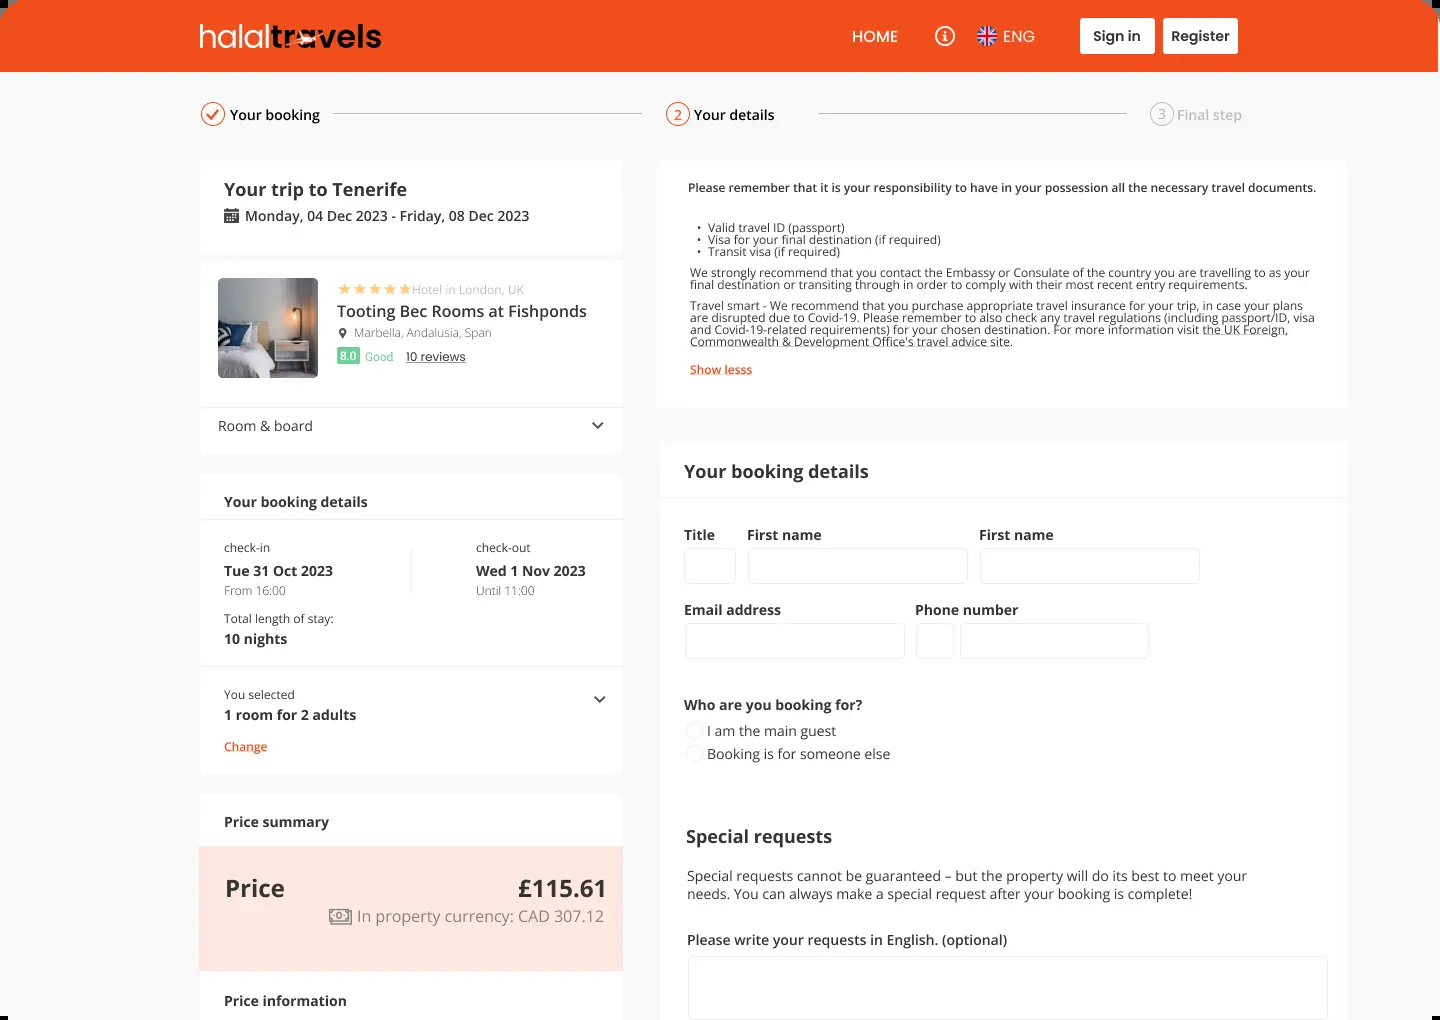 halaltravels
HOME
ENG
Sign in
Register
Your booking
2 Your details
3 Final step
Your trip to Tenerife
Monday, 04 Dec 2023 - Friday, 08 Dec 2023
Hotel in London, UK
Tooting Bec Rooms at Fishponds
Marbella, Andalusia, Span
8.0 Good 10 reviews
Room & board
Your booking details
check-in
Tue 31 Oct 2023
From 16:00
check-out
Wed 1 Nov 2023
Until 11:00
Total length of stay:
10 nights
You selected
1 room for 2 adults
Change
Price summary
Price
£115.61
In property currency: CAD 307.12
Price information
Please remember that it is your responsibility to have in your possession all the necessary travel documents.
• Valid travel ID (passport)
• Visa for your final destination (if required)
• Transit visa (if required)
We strongly recommend that you contact the Embassy or Consulate of the country you are travelling to as your
final destination or transiting through in order to comply with their most recent entry requirements.
Travel smart - We recommend that you purchase appropriate travel insurance for your trip, in case your plans
are disrupted due to Covid-19. Please remember to also check any travel regulations (including passport/ID, visa
and Covid-19-related requirements) for your chosen destination. For more information visit the UK Foreign,
Commonwealth & Development Office's travel advice site.
Show lesss
Your booking details
Title
First name
First name
Email address
Phone number
Who are you booking for?
I am the main guest
Booking is for someone else
Special requests
Special requests cannot be guaranteed – but the property will do its best to meet your
needs. You can always make a special request after your booking is complete!
Please write your requests in English. (optional)